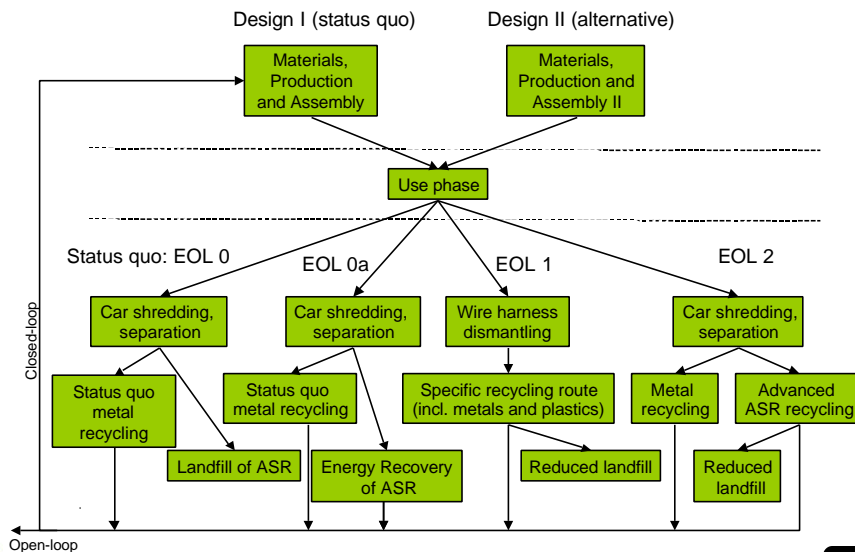 Design I (status quo)
Design II (alternative)
Materials,
Production
and Assembly
Materials,
Production and
Assembly II
Use phase
Status quo: EOL 0
EOL 0a
EOL 1
EOL 2
Car shredding,
separation
Car shredding,
separation
Wire harness
dismantling
Car shredding,
separation
Closed-loop
Status quo
metal
recycling
Status quo
metal recycling
Specific recycling route
(incl. metals and plastics)
Metal
recycling
Advanced
ASR recycling
Landfill of ASR
Energy Recovery
of ASR
Reduced landfill
Reduced
landfill
Open-loop